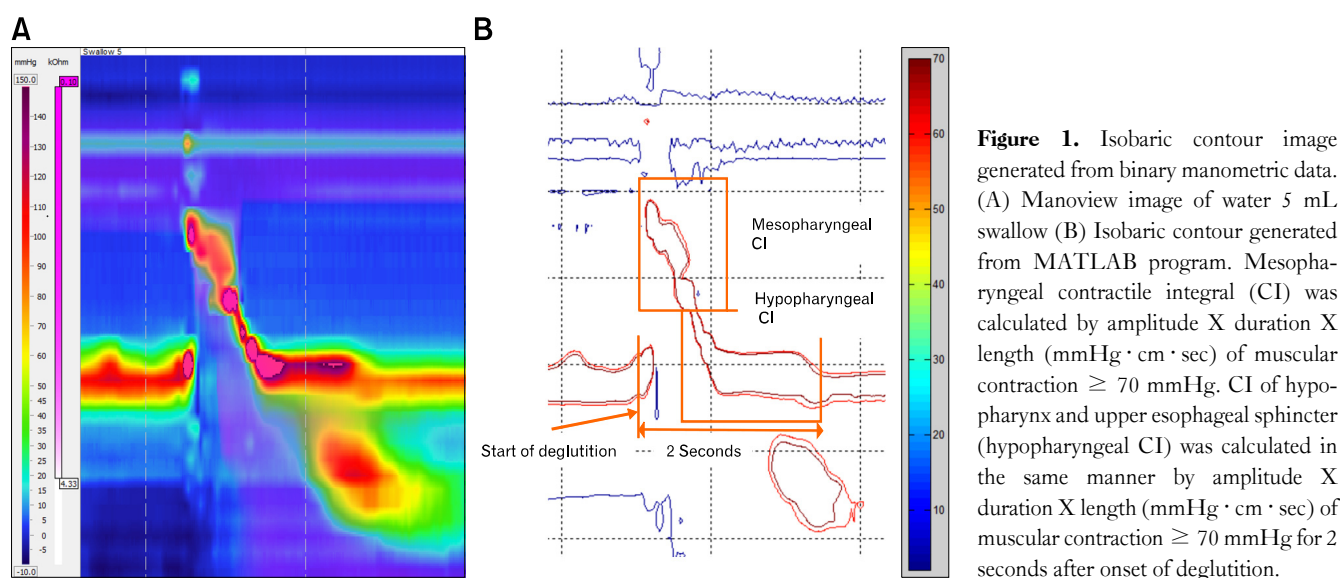 A
B
Swallow 5
mmHg kOhm
150.0
0.10
140
120
110
100
90
80
70
60
50
45
40
35
30
25
20
15
10
5
0
-5
-10.0
4.33
Mesopharyngeal
CI
Hypopharyngeal
CI
Start of deglutition
2 Seconds
70
60
50
40
30
20
10
Figure 1. Isobaric contour image
generated from binary manometric data.
(A) Manoview image of water 5 mL
swallow (B) Isobaric contour generated
from MATLAB program. Mesopha-
ryngeal contractile integral (CI) was
calculated by amplitude X duration X
length (mmHg · cm · sec) of muscular
contraction ≥ 70 mmHg. CI of hypo-
pharynx and upper esophageal sphincter
(hypopharyngeal CI) was calculated in
the same manner by amplitude X
duration X length (mmHg · cm · sec) of
muscular contraction ≥ 70 mmHg for 2
seconds after onset of deglutition.